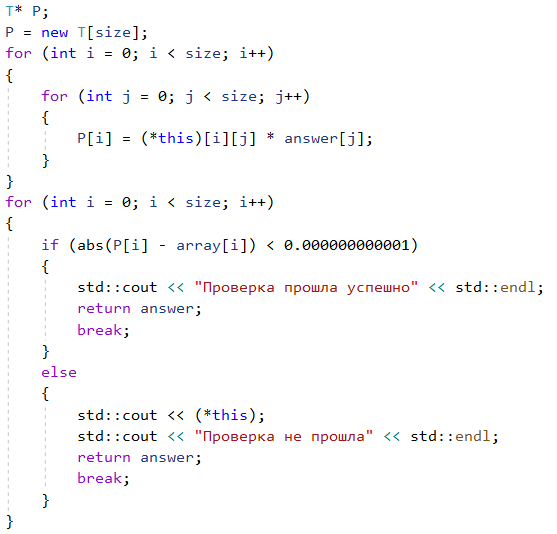 T* P;
P = new T[size];
for (int i = 0; i < size; i++)
{
    for (int j = 0; j < size; j++)
    {
        P[i] = (*this)[i][j] * answer[j];
    }
}
for (int i = 0; i < size; i++)
{
    if (abs(P[i] - array[i]) < 0.000000000001)
    {
        std::cout << "Проверка прошла успешно" << std::endl;
        return answer;
        break;
    }
    else
    {
        std::cout << (*this);
        std::cout << "Проверка не прошла" << std::endl;
        return answer;
        break;
    }
}